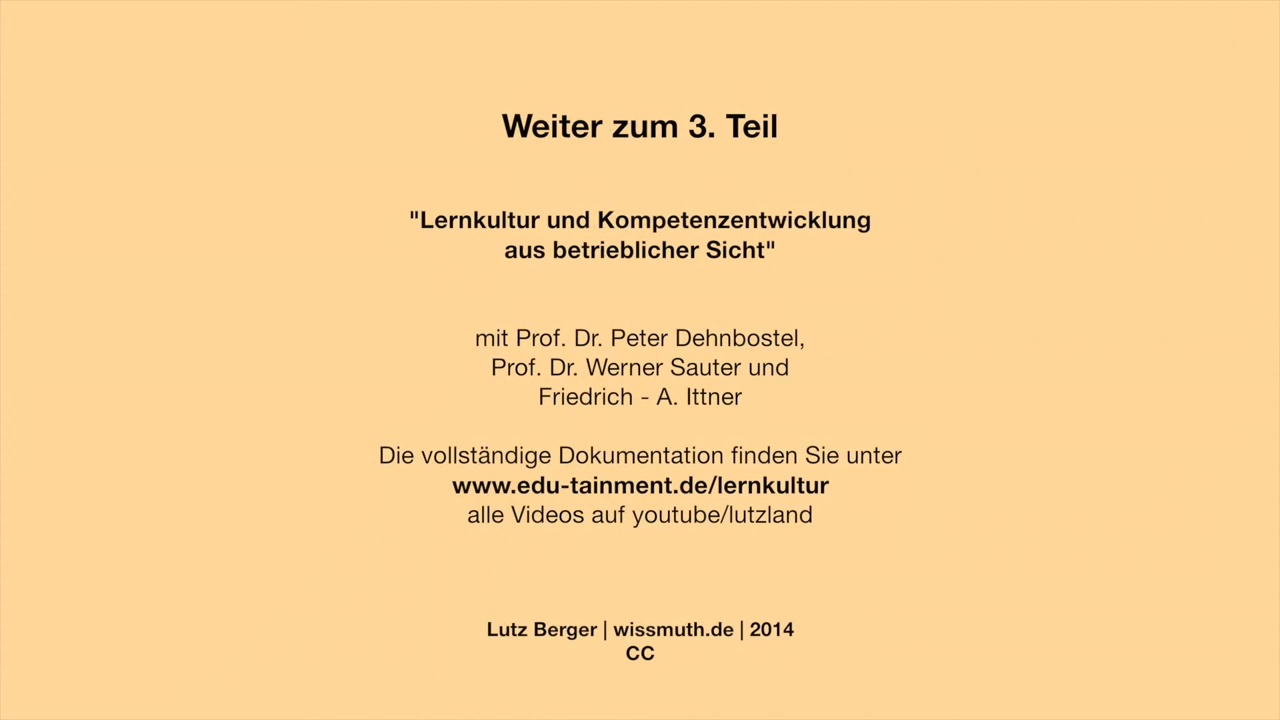 Weiter zum 3. Teil
"Lernkultur und Kompetenzentwicklung
aus betrieblicher Sicht"
mit Prof. Dr. Peter Dehnbostel,
Prof. Dr. Werner Sauter und
Friedrich - A. Ittner
Die vollständige Dokumentation finden Sie unter
www.edu-tainment.de/lernkultur
alle Videos auf youtube/lutzland
Lutz Berger | wissmuth.de | 2014
CC